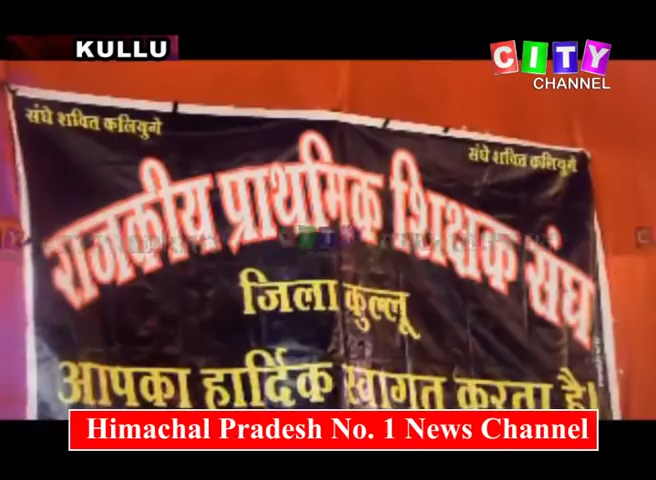 KULLU
CITY
CHANNEL
संघे शक्ति कलियुगे
संघे शक्ति कलियुगे
राजकीय प्राथमिक शिक्षक संघ
जिला कुल्लू
आपका हार्दिक स्वागत करता है।
Himachal Pradesh No. 1 News Channel